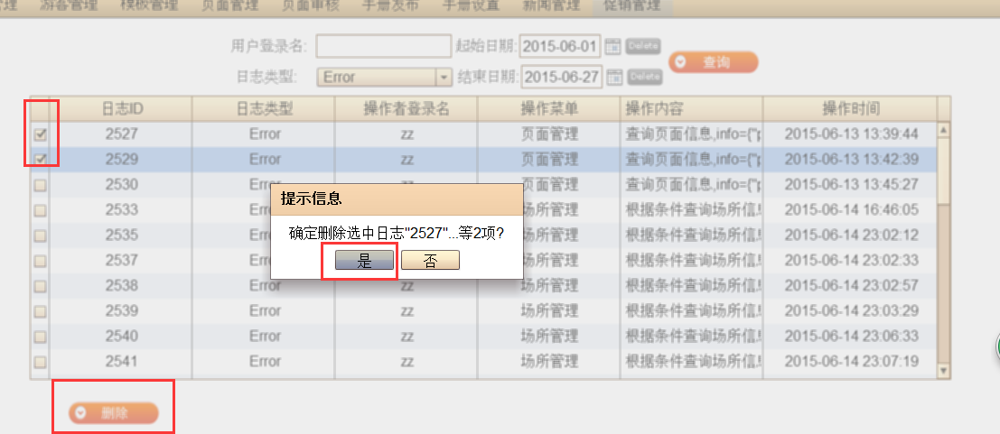 管理 游客管理 模板管理 页面管理 页面审核 手册发布 手册设置 新闻管理 促销管理
用户登录名: 起始日期: 2015-06-01 Delete
查询
日志类型: Error 结束日期: 2015-06-27 Delete
日志ID 日志类型 操作者登录名 操作菜单 操作内容 操作时间
2527 Error zz 页面管理 查询页面信息,info={"p 2015-06-13 13:39:44
2529 Error zz 页面管理 查询页面信息,info={"p 2015-06-13 13:42:39
2530 Error 页面管理 查询页面信息,info={"p 2015-06-13 13:45:27
2533 Error 场所管理 根据条件查询场所信息 2015-06-14 16:46:05
2535 Error 场所管理 根据条件查询场所信息 2015-06-14 23:02:12
2537 Error 场所管理 根据条件查询场所信息 2015-06-14 23:02:33
2538 Error zz 场所管理 根据条件查询场所信息 2015-06-14 23:02:57
2539 Error zz 场所管理 根据条件查询场所信息 2015-06-14 23:03:29
2540 Error zz 场所管理 根据条件查询场所信息 2015-06-14 23:06:33
2541 Error zz 场所管理 根据条件查询场所信息 2015-06-14 23:07:19
提示信息
确定删除选中日志"2527"...等2项?
是 否
删除